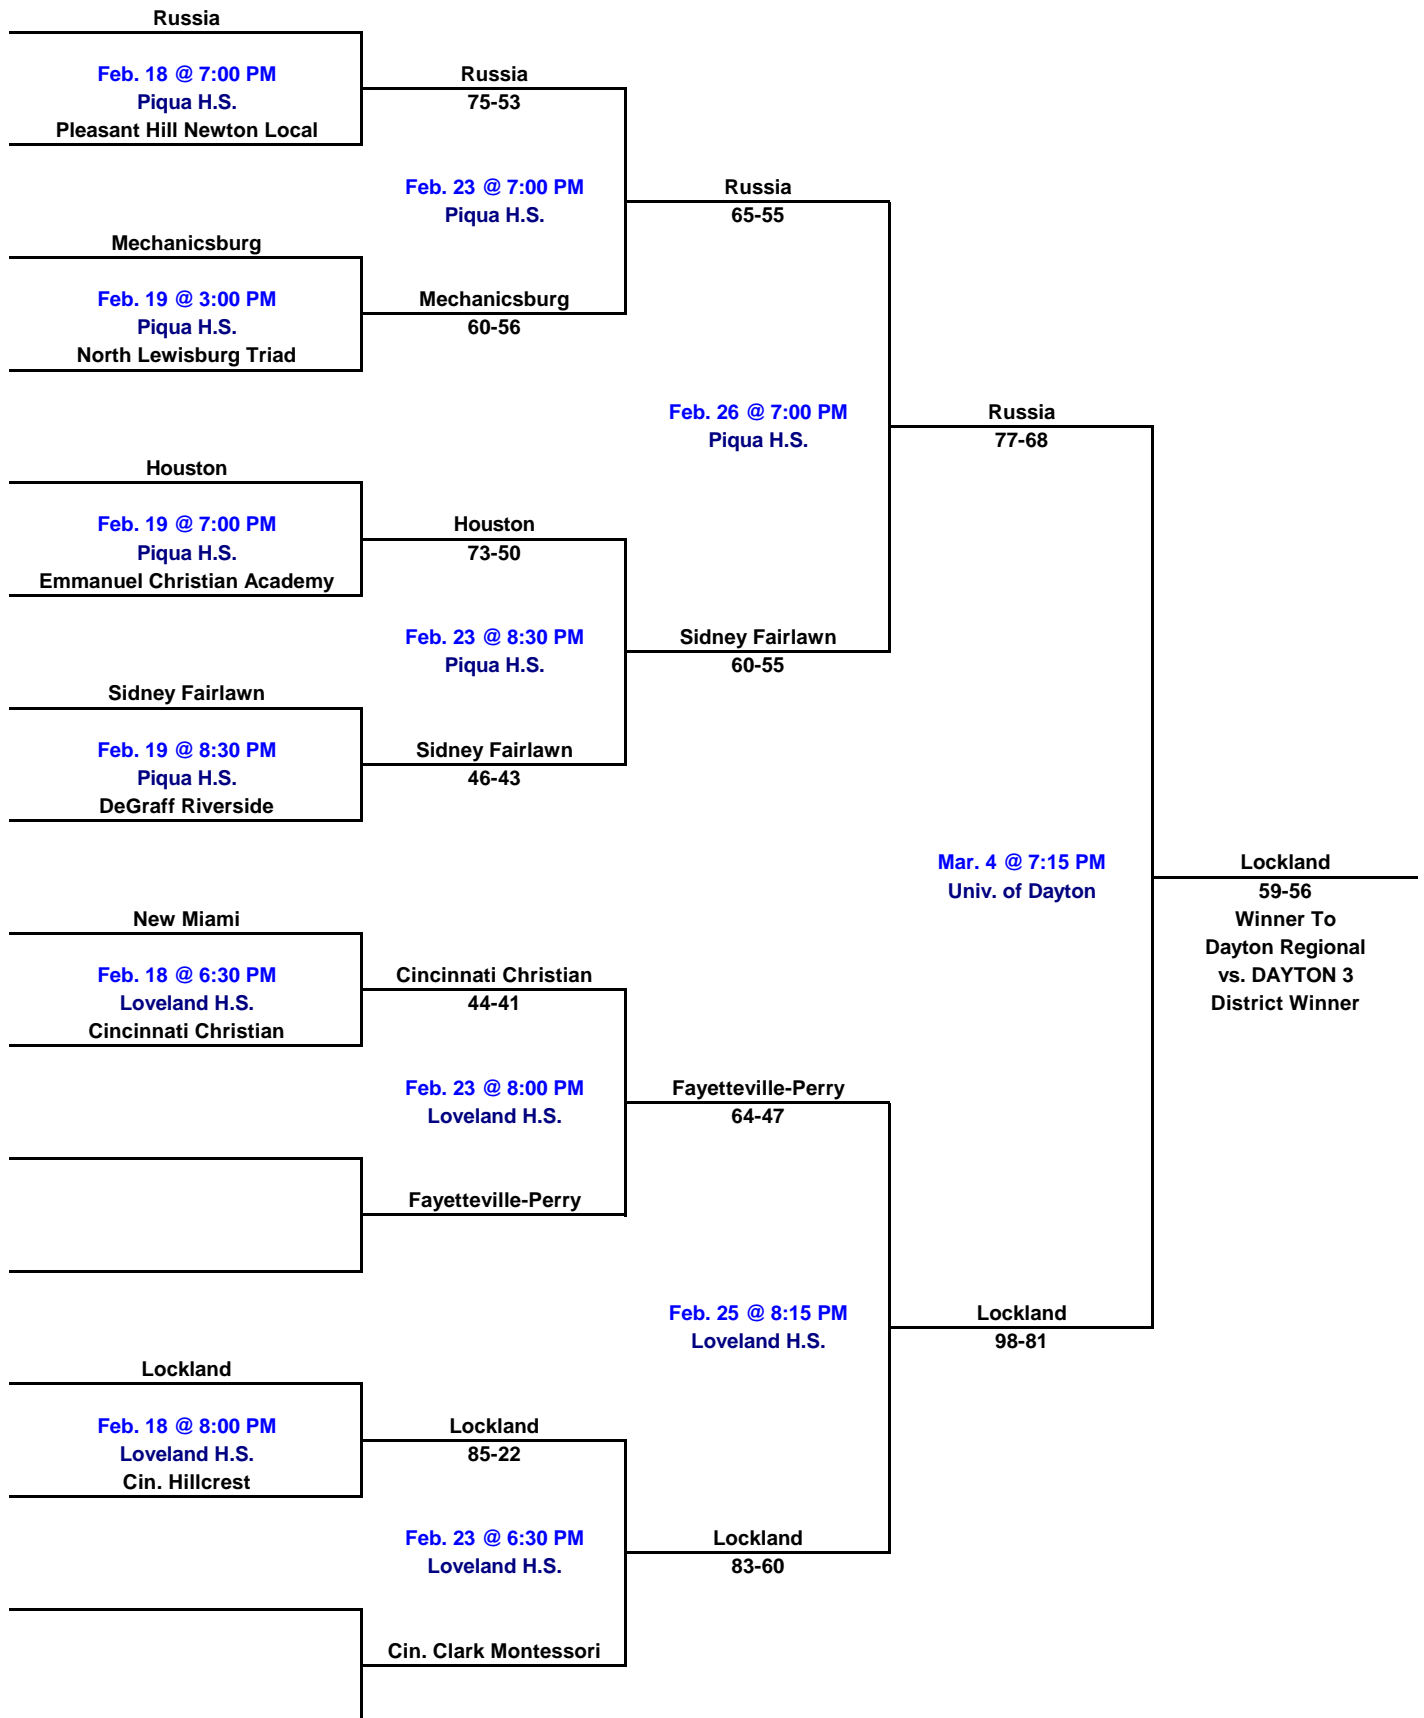 Russia
Feb. 18 @ 7:00 PM
Piqua H.S.
Pleasant Hill Newton Local
Russia
75-53
Mechanicsburg
Feb. 19 @ 3:00 PM
Piqua H.S.
North Lewisburg Triad
Mechanicsburg
60-56
Feb. 23 @ 7:00 PM
Piqua H.S.
Russia
65-55
Houston
Feb. 19 @ 7:00 PM
Piqua H.S.
Emmanuel Christian Academy
Houston
73-50
Sidney Fairlawn
Feb. 19 @ 8:30 PM
Piqua H.S.
DeGraff Riverside
Sidney Fairlawn
46-43
Feb. 23 @ 8:30 PM
Piqua H.S.
Sidney Fairlawn
60-55
Feb. 26 @ 7:00 PM
Piqua H.S.
Russia
77-68
New Miami
Feb. 18 @ 6:30 PM
Loveland H.S.
Cincinnati Christian
Cincinnati Christian
44-41
Feb. 23 @ 8:00 PM
Loveland H.S.
Fayetteville-Perry
Fayetteville-Perry
64-47
Lockland
Feb. 18 @ 8:00 PM
Loveland H.S.
Cin. Hillcrest
Lockland
85-22
Feb. 23 @ 6:30 PM
Loveland H.S.
Cin. Clark Montessori
Lockland
83-60
Feb. 25 @ 8:15 PM
Loveland H.S.
Lockland
98-81
Mar. 4 @ 7:15 PM
Univ. of Dayton
Lockland
59-56
Winner To
Dayton Regional
vs. DAYTON 3
District Winner